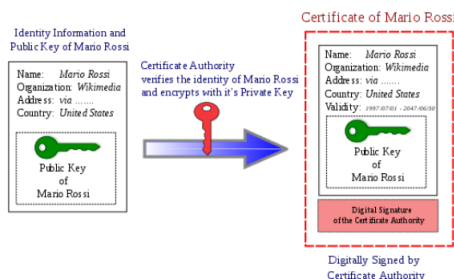 Identity Information and
Public Key of Mario Rossi
Name: Mario Rossi
Organization: Wikimedia
Address: via .......
Country: United States
Public Key
of
Mario Rossi
Certificate Authority
verifies the identity of Mario Rossi
and encrypts with it's Private Key
Certificate of Mario Rossi
Name: Mario Rossi
Organization: Wikimedia
Address: via .......
Country: United States
Validity: 1997/07/01 - 2047/06/30
Public Key
of
Mario Rossi
Digital Signature
of the Certificate Authority
Digitally Signed by
Certificate Authority